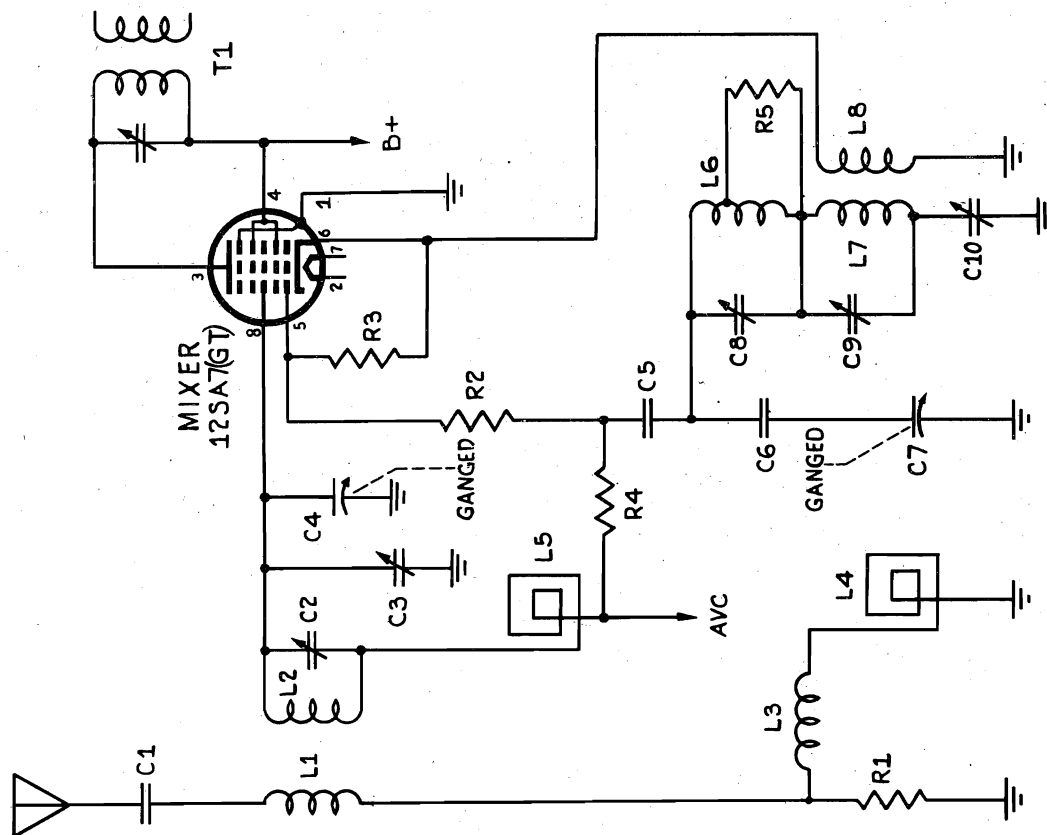 C1
MIXER
12SA7(GT)
T1
3
8
4
L1
L2
C2
C4
5
1
6
7
2
C3
R3
B+
GANGED
R2
L5
R4
C5
AVC
L6
C8
R5
L3
C6
GANGED
L4
C9
L7
L8
R1
C7
C10